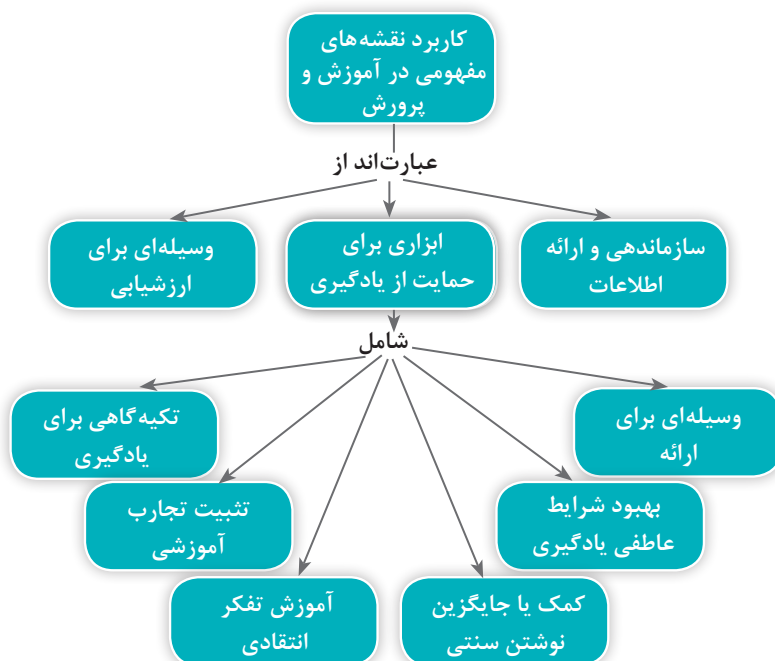 کاربرد نقشه‌های
مفهومی در آموزش و
پرورش
عبارت‌اند از
سازماندهی و ارائه
اطلاعات
ابزاری برای
حمایت از یادگیری
وسیله‌ای برای
ارزشیابی
شامل
وسیله‌ای برای
ارائه
بهبود شرایط
عاطفی یادگیری
کمک یا جایگزین
نوشتن سنتی
آموزش تفکر
انتقادی
تثبیت تجارب
آموزشی
تکیه‌گاهی برای
یادگیری